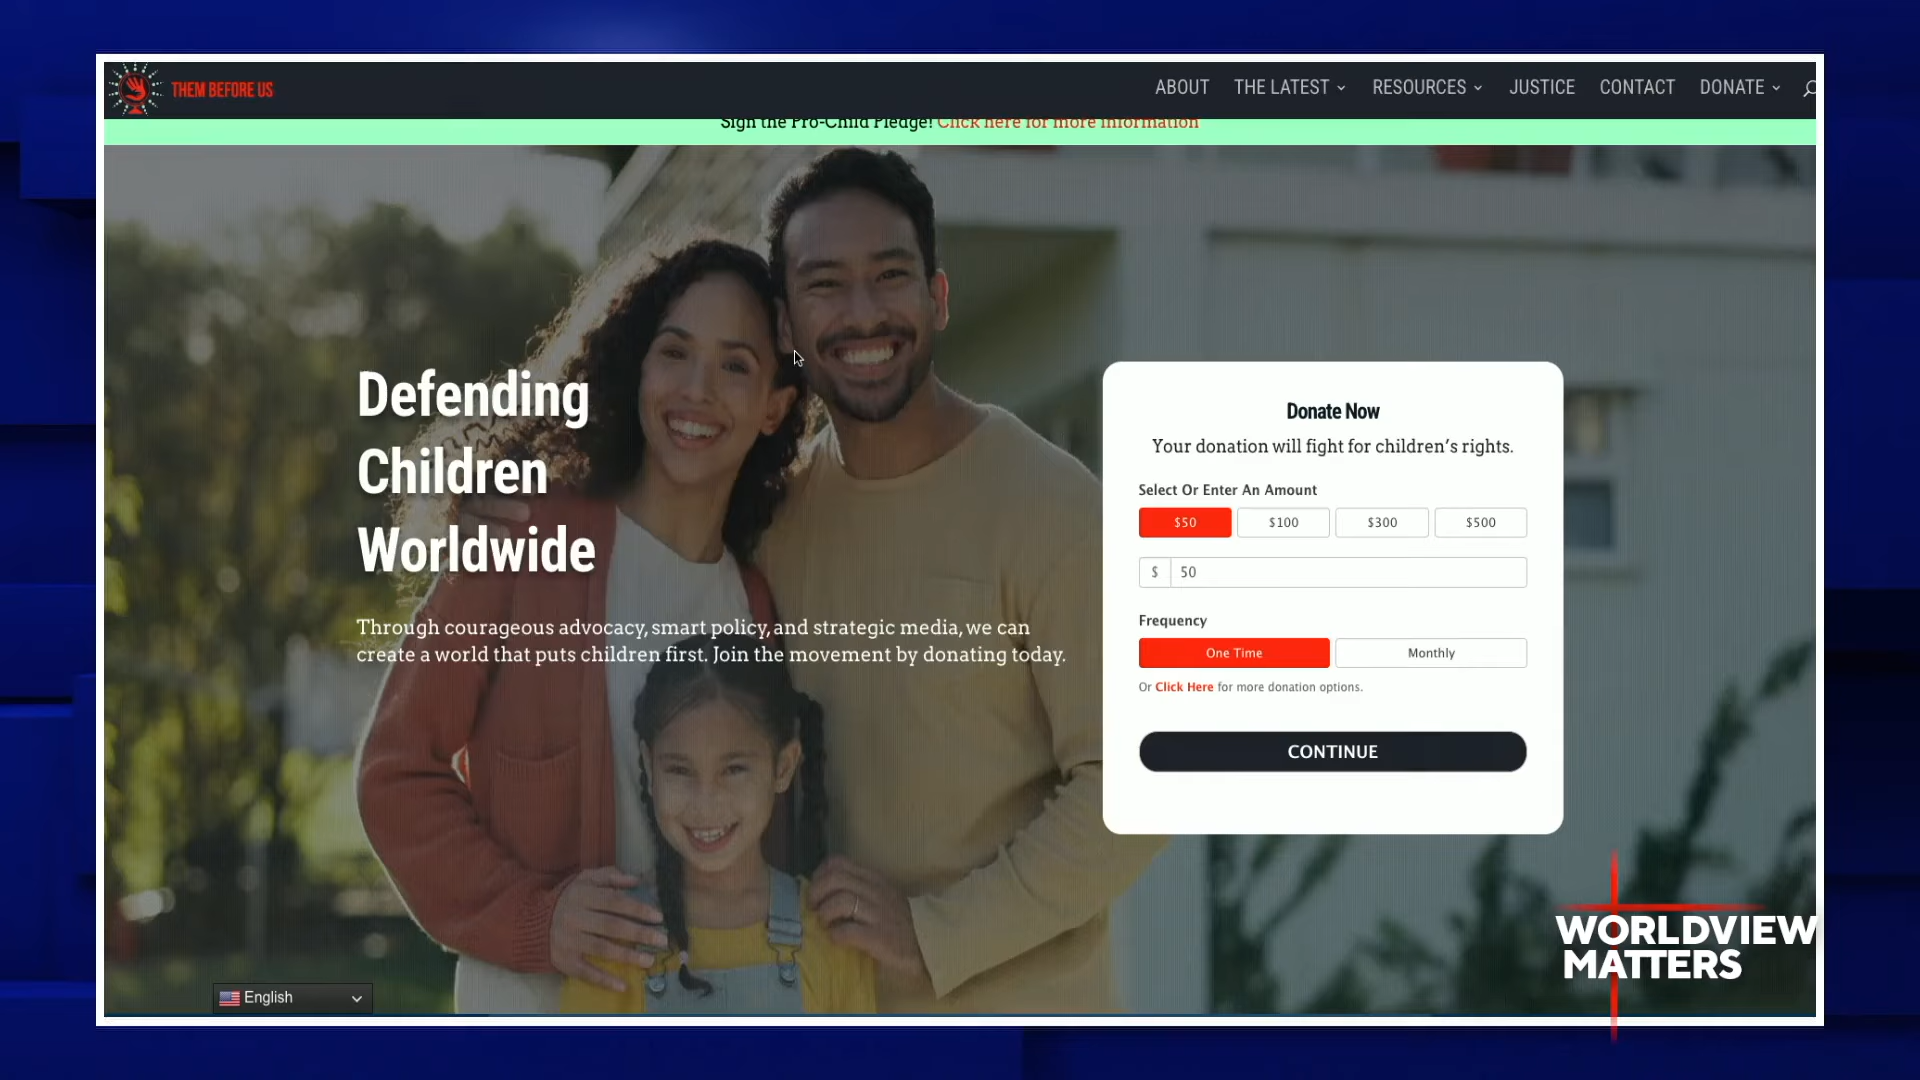 THEM BEFORE US
ABOUT THE LATEST RESOURCES JUSTICE CONTACT DONATE
Sign the Pro-Child Pledge! Click here for more information
Defending
Children
Worldwide
Through courageous advocacy, smart policy, and strategic media, we can
create a world that puts children first. Join the movement by donating today.
Donate Now
Your donation will fight for children’s rights.
Select Or Enter An Amount
$50 $100 $300 $500
$ 50
Frequency
One Time Monthly
Or Click Here for more donation options.
CONTINUE
English
WORLDVIEW
MATTERS